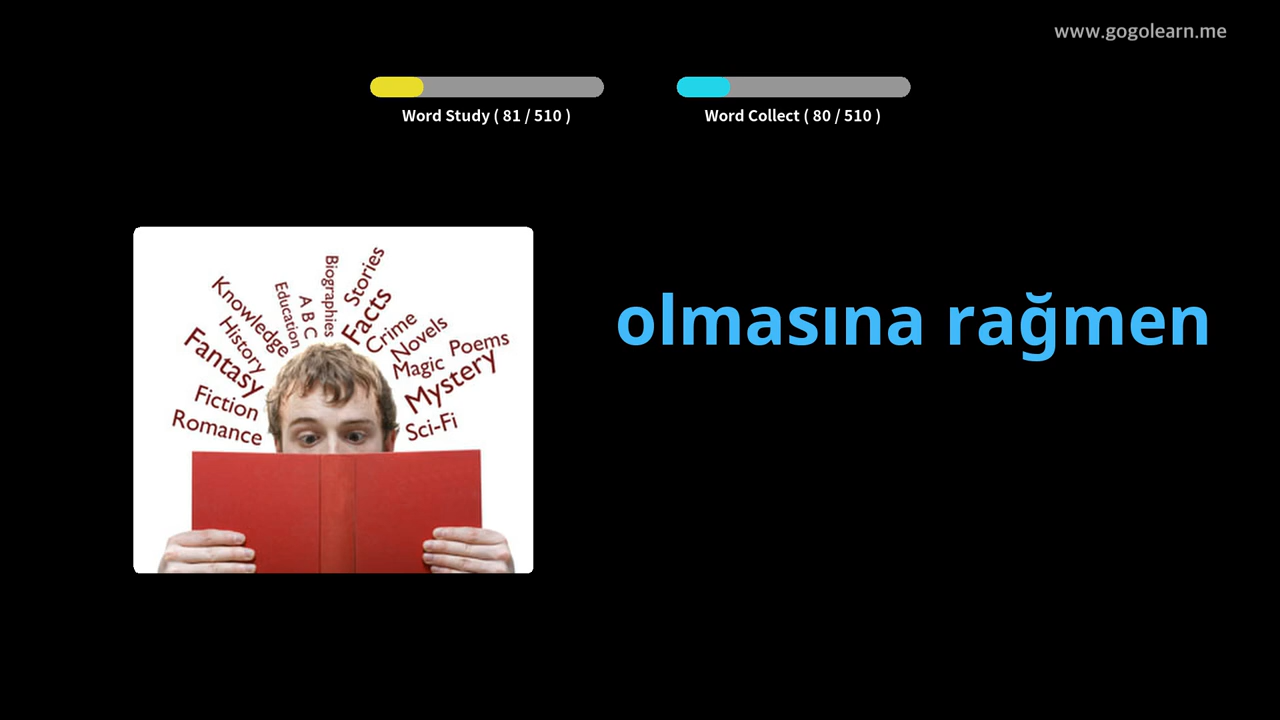 www.gogolearn.me
Word Study ( 81 / 510 )
Word Collect ( 80 / 510 )
olmasına rağmen
Stories
Biographies
Facts
A B C
Education
Knowledge
Crime
Novels
History
Poems
Magic
Fantasy
Mystery
Fiction
Sci-Fi
Romance